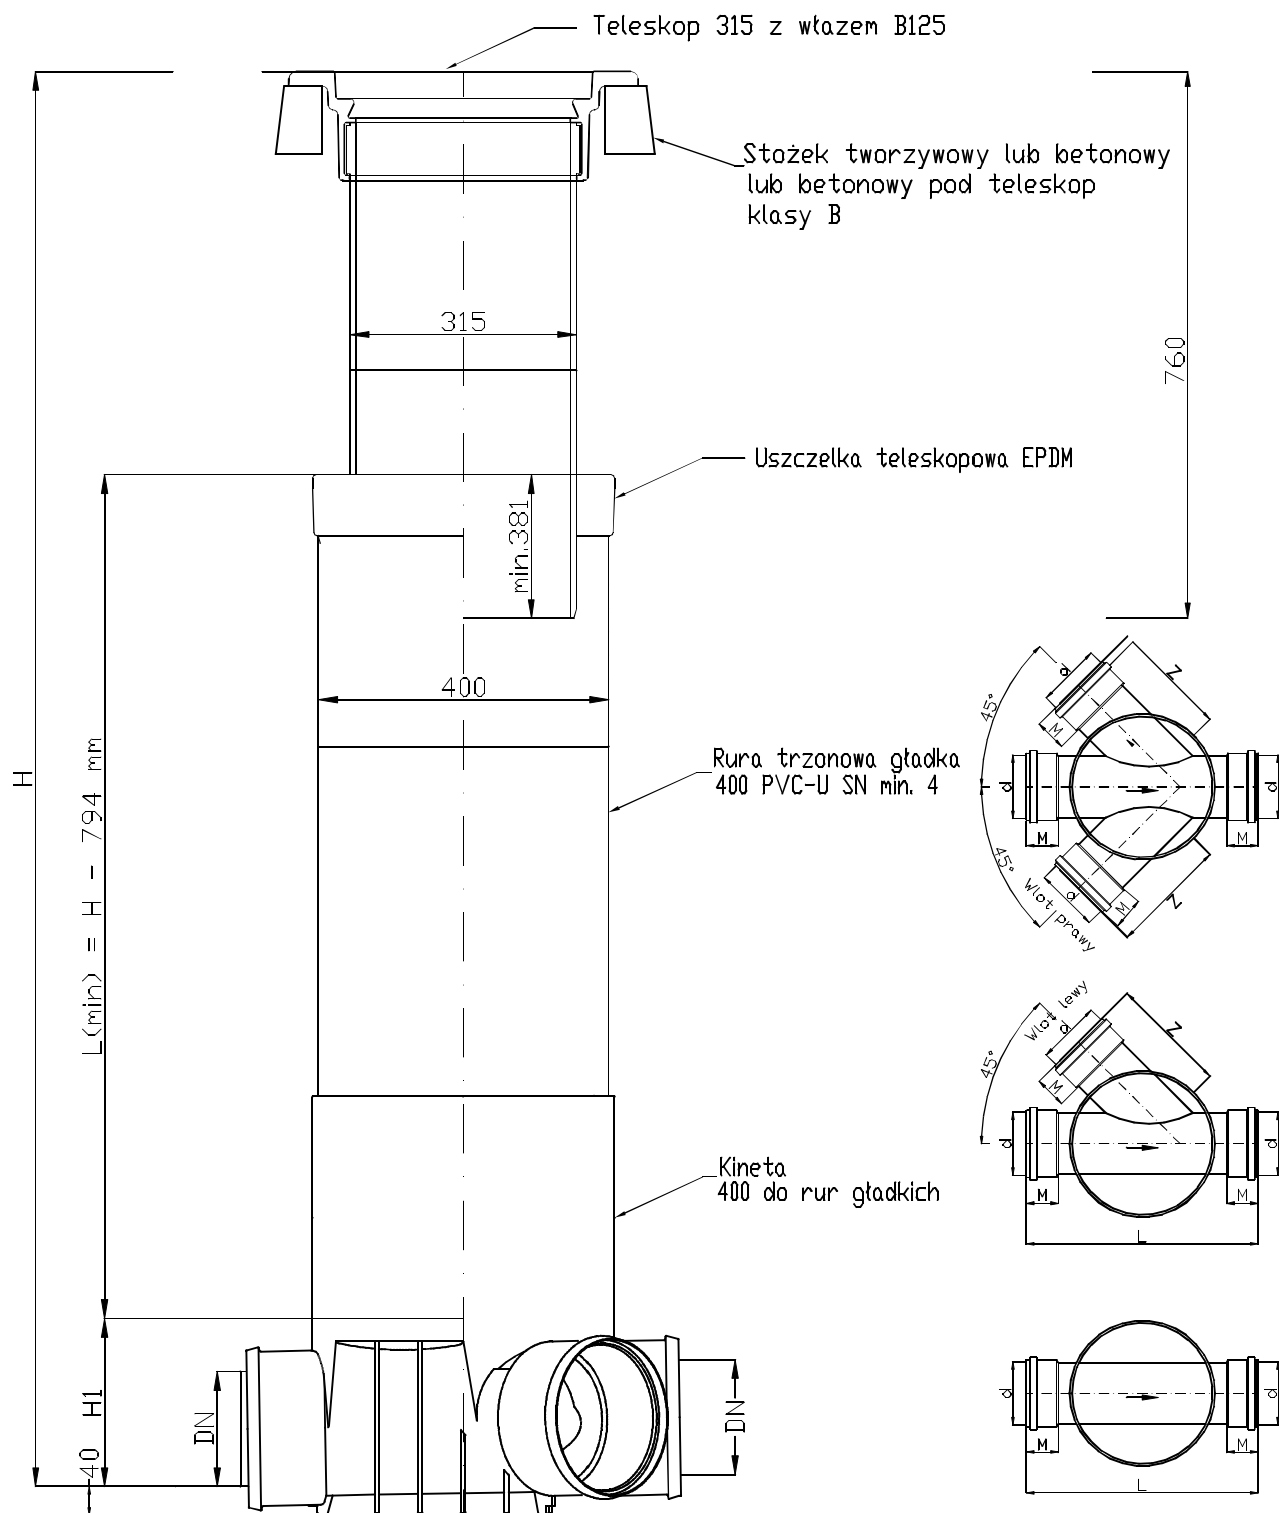 Teleskop 315 z włazem B125
Stożek tworzywowy lub betonowy
lub betonowy pod teleskop
klasy B
315
760
Uszczelka teleskopowa EPDM
min.381
400
H
L(min) = H - 794 mm
Rura trzonowa gładka
400 PVC-U SN min. 4
Kineta
400 do rur gładkich
H1
40
DN
DN
45°
d
Z
M
d
d
M
M
45°
Wlot prawy
d
M
Z
Wlot lewy
45°
d
Z
M
d
d
M
M
L
d
d
M
M
L